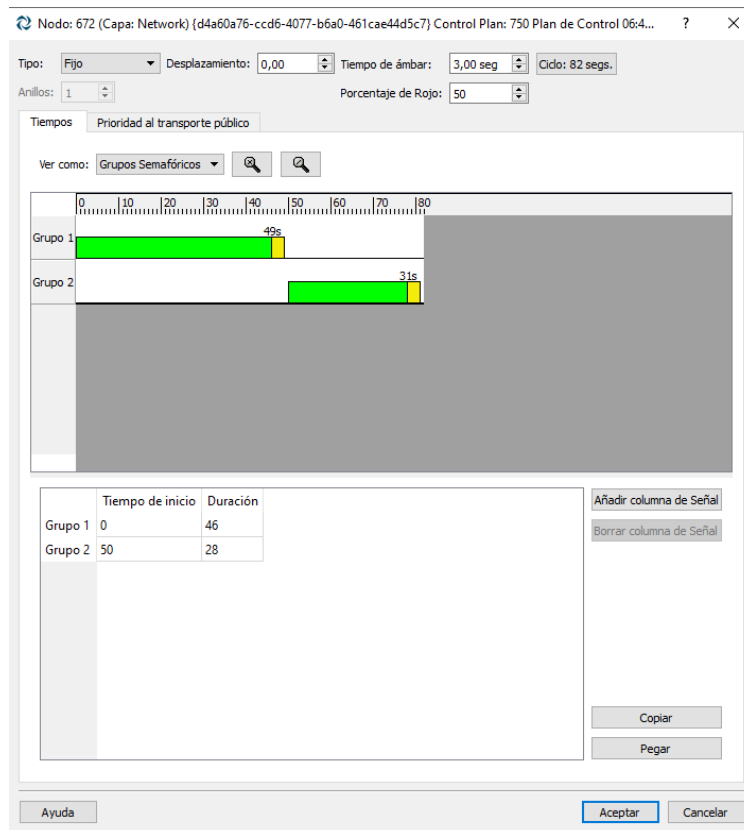 Nodo: 672 (Capa: Network) {d4a60a76-ccd6-4077-b6a0-461cae44d5c7} Control Plan: 750 Plan de Control 06:4... ? ×
Tipo: Fijo Desplazamiento: 0,00 Tiempo de ámbar: 3,00 seg Ciclo: 82 segs.
Anillos: 1 Porcentaje de Rojo: 50
Tiempos Prioridad al transporte público
Ver como: Grupos Semafóricos
0 10 20 30 40 50 60 70 80
Grupo 1 49s
Grupo 2 31s
Tiempo de inicio Duración
Grupo 1 0 46
Grupo 2 50 28
Añadir columna de Señal
Borrar columna de Señal
Copiar
Pegar
Ayuda Aceptar Cancelar